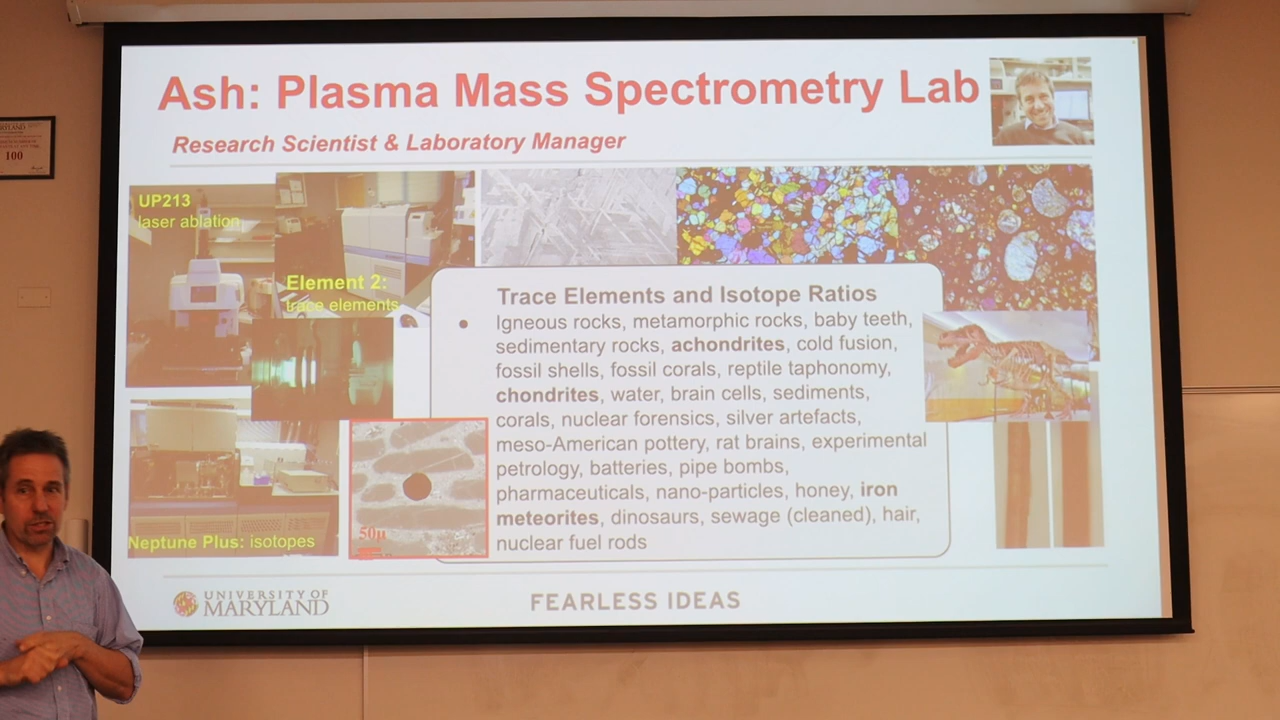 Ash: Plasma Mass Spectrometry Lab
Research Scientist & Laboratory Manager
UP213
laser ablation
Element 2:
trace elements
Trace Elements and Isotope Ratios
• Igneous rocks, metamorphic rocks, baby teeth,
sedimentary rocks, achondrites, cold fusion,
fossil shells, fossil corals, reptile taphonomy,
chondrites, water, brain cells, sediments,
corals, nuclear forensics, silver artefacts,
meso-American pottery, rat brains, experimental
petrology, batteries, pipe bombs,
pharmaceuticals, nano-particles, honey, iron
meteorites, dinosaurs, sewage (cleaned), hair,
nuclear fuel rods
50µ
Neptune Plus: isotopes
UNIVERSITY OF
MARYLAND
FEARLESS IDEAS
100